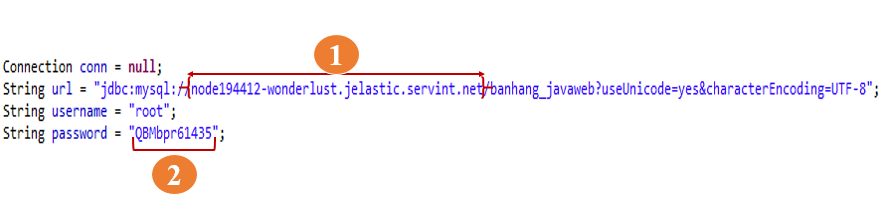 1
Connection conn = null;
String url = "jdbc:mysql://node194412-wonderlust.jelastic.servint.net/banhang_javaweb?useUnicode=yes&characterEncoding=UTF-8";
String username = "root";
String password = "QBMbpr61435";
2